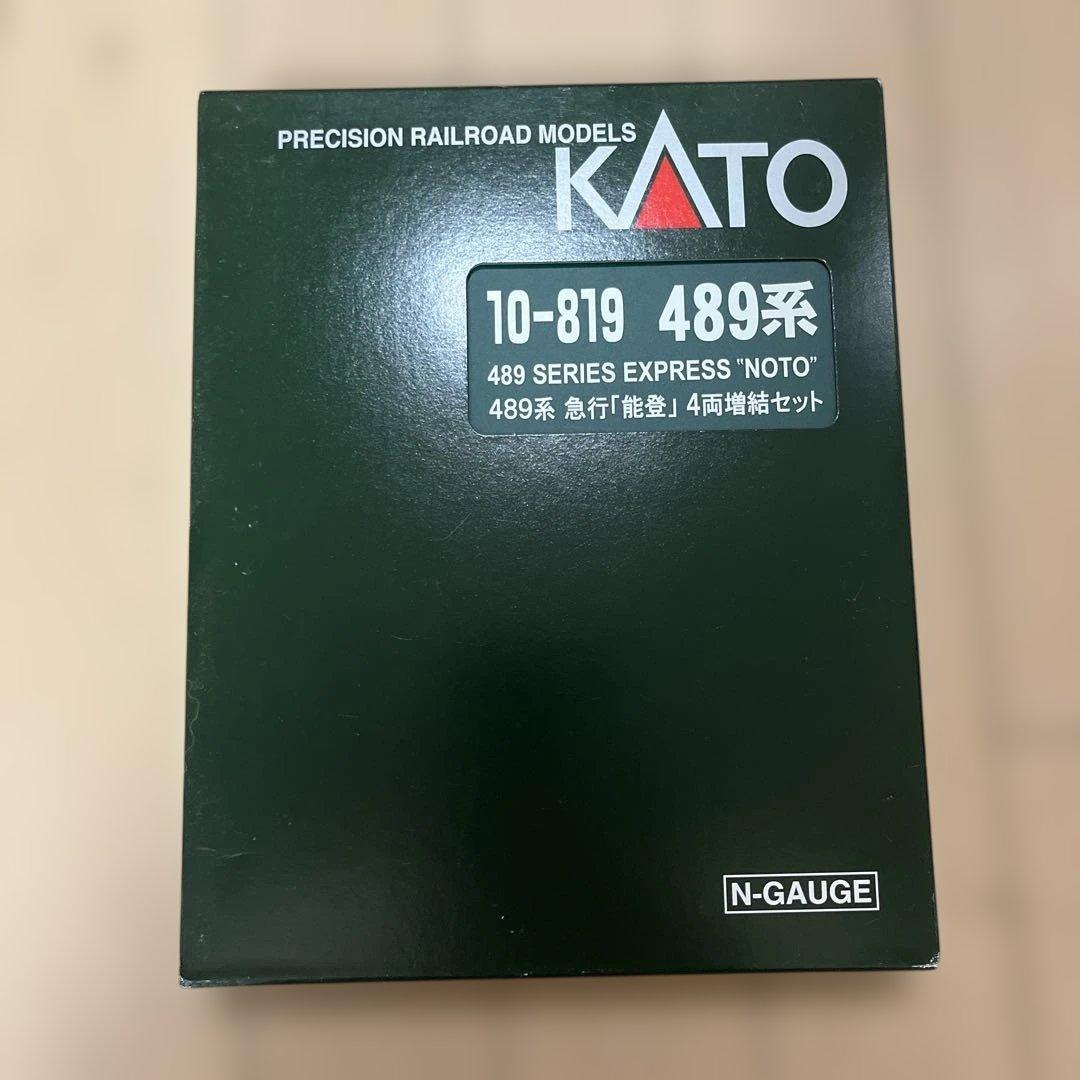 PRECISION RAILROAD MODELS
KATO
10-819 489系
489 SERIES EXPRESS "NOTO"
489系 急行「能登」 4両増結セット
N-GAUGE